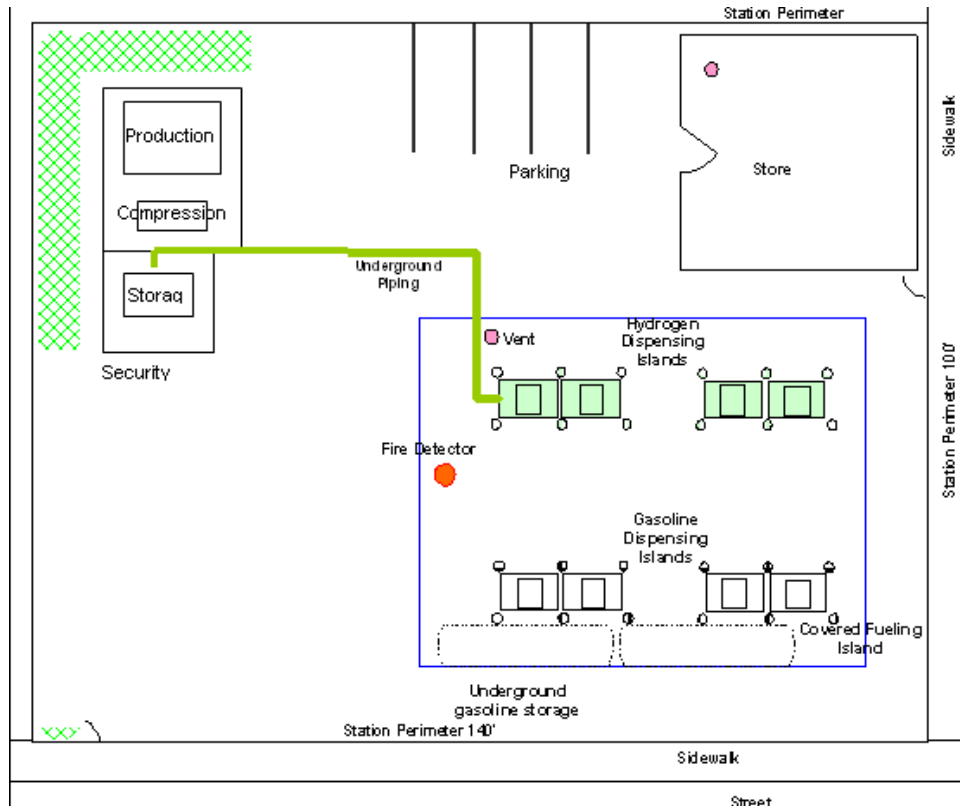 Station Perimeter
Production
Sidewalk
Parking
Store
Compression
Underground
Piping
Storaq
Hydrogen
Dispensing
Islands
Vent
Security
Station Perimeter 100'
Fire Detector
Gasoline
Dispensing
Islands
Covered Fueling
Island
Underground
gasoline storage
Station Perimeter 140'
Sidewalk
Street